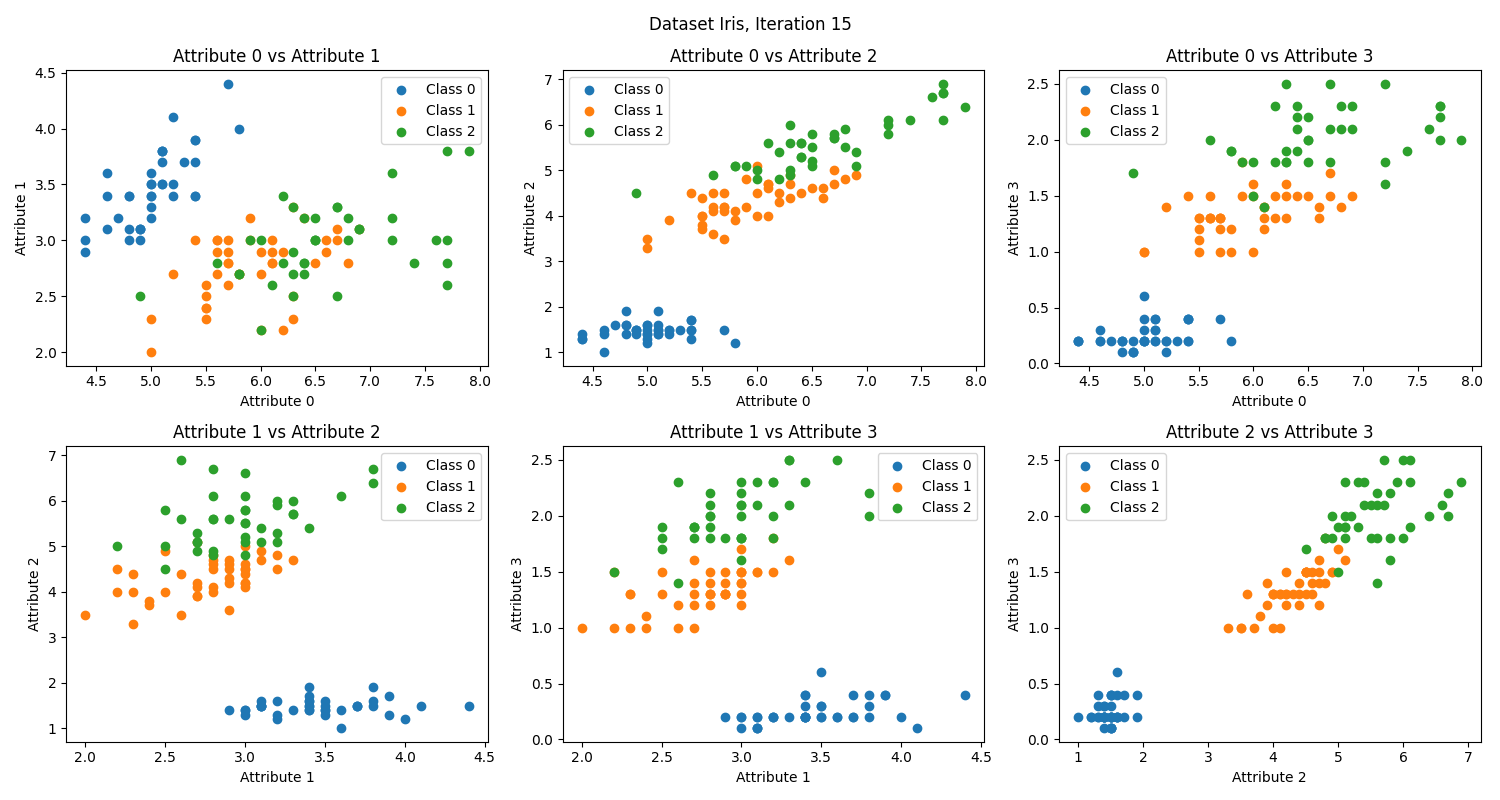 Dataset Iris, Iteration 15
Attribute 0 vs Attribute 1
4.5
4.0
3.5
3.0
2.5
2.0
Attribute 1
4.5 5.0 5.5 6.0 6.5 7.0 7.5 8.0
Attribute 0
Class 0
Class 1
Class 2
Attribute 0 vs Attribute 2
7
6
5
4
3
2
1
Attribute 2
4.5 5.0 5.5 6.0 6.5 7.0 7.5 8.0
Attribute 0
Class 0
Class 1
Class 2
Attribute 0 vs Attribute 3
2.5
2.0
1.5
1.0
0.5
0.0
Attribute 3
4.5 5.0 5.5 6.0 6.5 7.0 7.5 8.0
Attribute 0
Class 0
Class 1
Class 2
Attribute 1 vs Attribute 2
7
6
5
4
3
2
1
Attribute 2
2.0 2.5 3.0 3.5 4.0 4.5
Attribute 1
Class 0
Class 1
Class 2
Attribute 1 vs Attribute 3
2.5
2.0
1.5
1.0
0.5
0.0
Attribute 3
2.0 2.5 3.0 3.5 4.0 4.5
Attribute 1
Class 0
Class 1
Class 2
Attribute 2 vs Attribute 3
2.5
2.0
1.5
1.0
0.5
0.0
Attribute 3
1 2 3 4 5 6 7
Attribute 2
Class 0
Class 1
Class 2